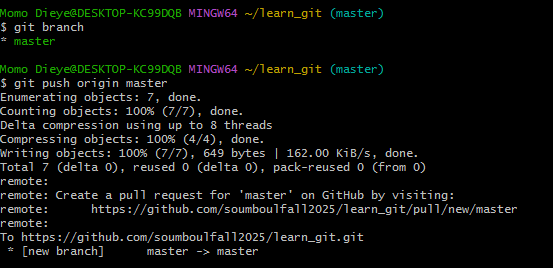 Momo Dieye@DESKTOP-KC99DQB MINGW64 ~/learn_git (master)
$ git branch
* master
Momo Dieye@DESKTOP-KC99DQB MINGW64 ~/learn_git (master)
$ git push origin master
Enumerating objects: 7, done.
Counting objects: 100% (7/7), done.
Delta compression using up to 8 threads
Compressing objects: 100% (4/4), done.
Writing objects: 100% (7/7), 649 bytes | 162.00 KiB/s, done.
Total 7 (delta 0), reused 0 (delta 0), pack-reused 0 (from 0)
remote:
remote: Create a pull request for 'master' on GitHub by visiting:
remote:      https://github.com/soumboulfall2025/learn_git/pull/new/master
remote:
To https://github.com/soumboulfall2025/learn_git.git
 * [new branch]      master -> master